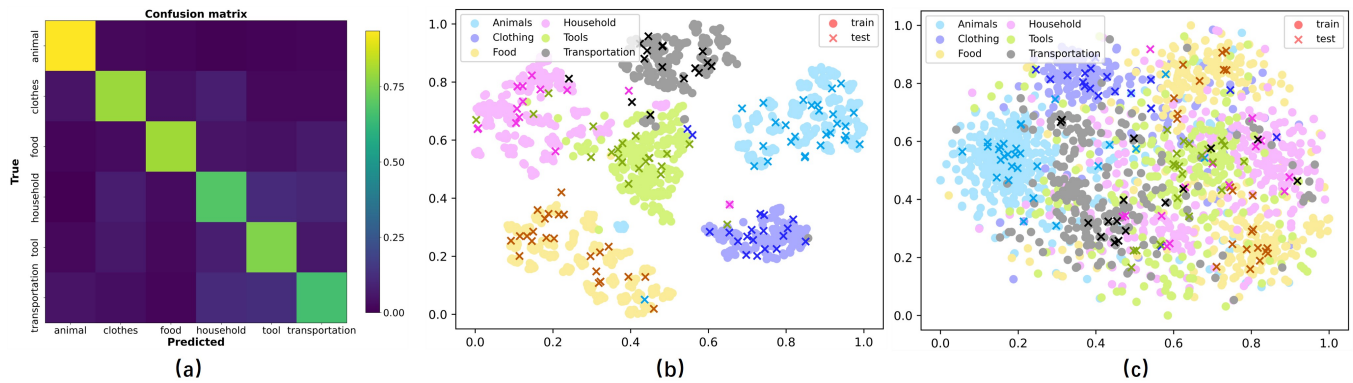 Confusion matrix
True
animal
clothes
food
household
tool
transportation
animal clothes food household tool transportation
Predicted
0.75
0.50
0.25
0.00
(a)
Animals Household
Clothing Tools
Food Transportation
train
test
1.0
0.8
0.6
0.4
0.2
0.0
0.0 0.2 0.4 0.6 0.8 1.0
(b)
Animals Household
Clothing Tools
Food Transportation
train
test
1.0
0.8
0.6
0.4
0.2
0.0
0.0 0.2 0.4 0.6 0.8 1.0
(c)